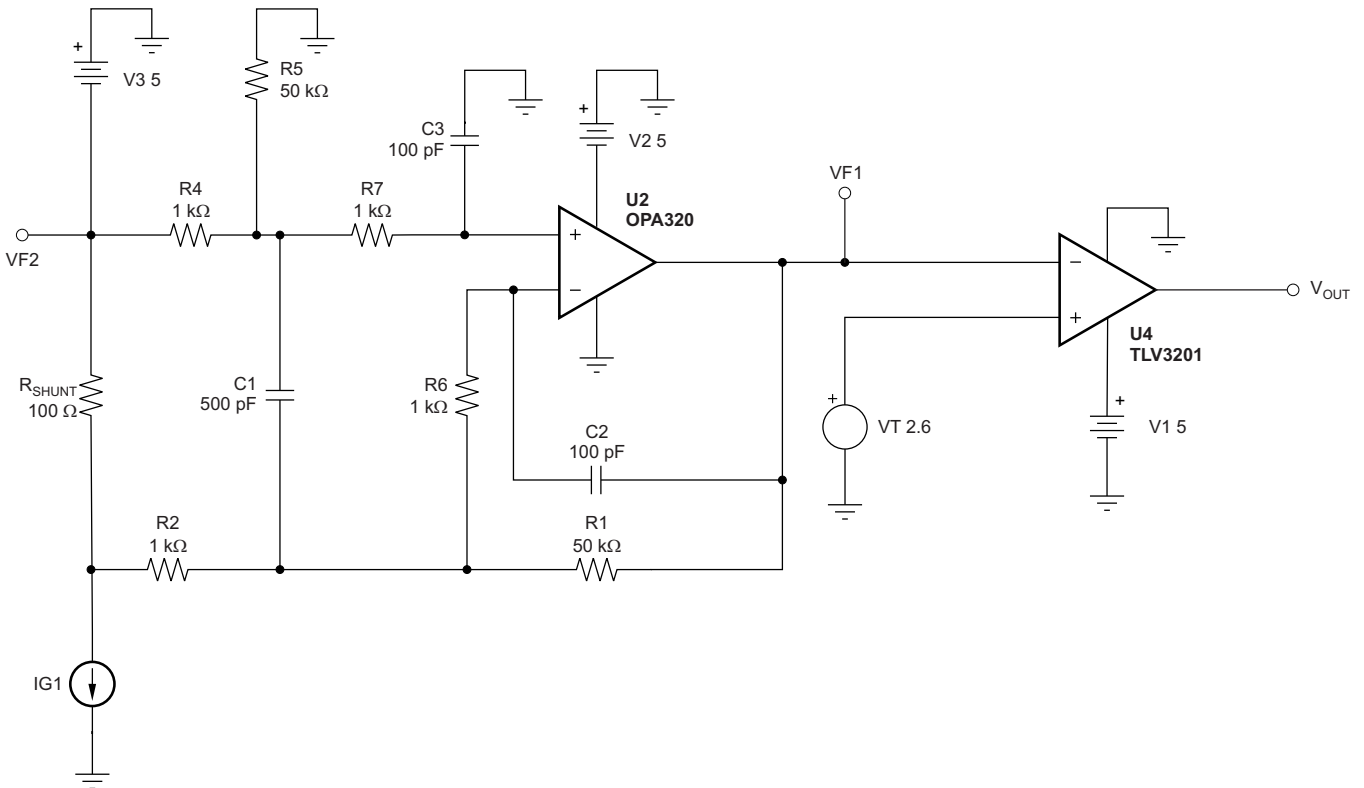 +
V3 5
R5
50 kΩ
C3
100 pF
+
V2 5
R4
1 kΩ
R7
1 kΩ
U2
OPA320
VF1
VF2
+
−
−
+
VOUT
U4
TLV3201
RSHUNT
100 Ω
C1
500 pF
R6
1 kΩ
C2
100 pF
+
VT 2.6
+
V1 5
R2
1 kΩ
R1
50 kΩ
IG1